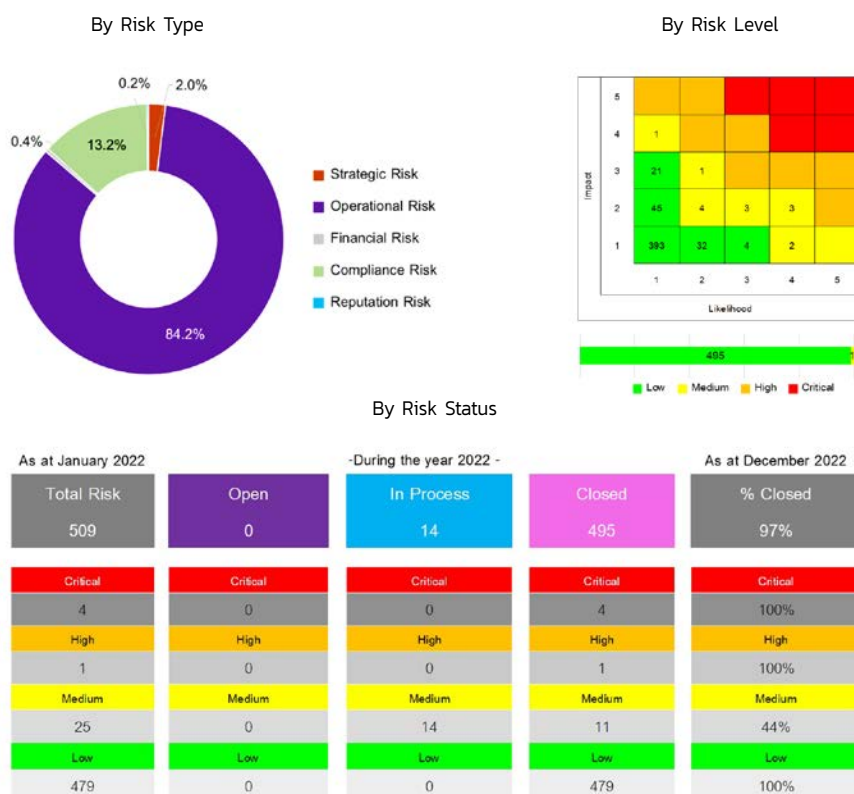 By Risk Type
By Risk Level
0.2%
2.0%
0.4%
13.2%
84.2%
Strategic Risk
Operational Risk
Financial Risk
Compliance Risk
Reputation Risk
Impact
5
4 1
3 21 1
2 45 4 3 3
1 393 32 4 2
1 2 3 4 5
Likelihood
495
Low Medium High Critical
By Risk Status
As at January 2022 -During the year 2022 - As at December 2022
Total Risk Open In Process Closed % Closed
509 0 14 495 97%
Critical Critical Critical Critical Critical
4 0 0 4 100%
High High High High High
1 0 0 1 100%
Medium Medium Medium Medium Medium
25 0 14 11 44%
Low Low Low Low Low
479 0 0 479 100%